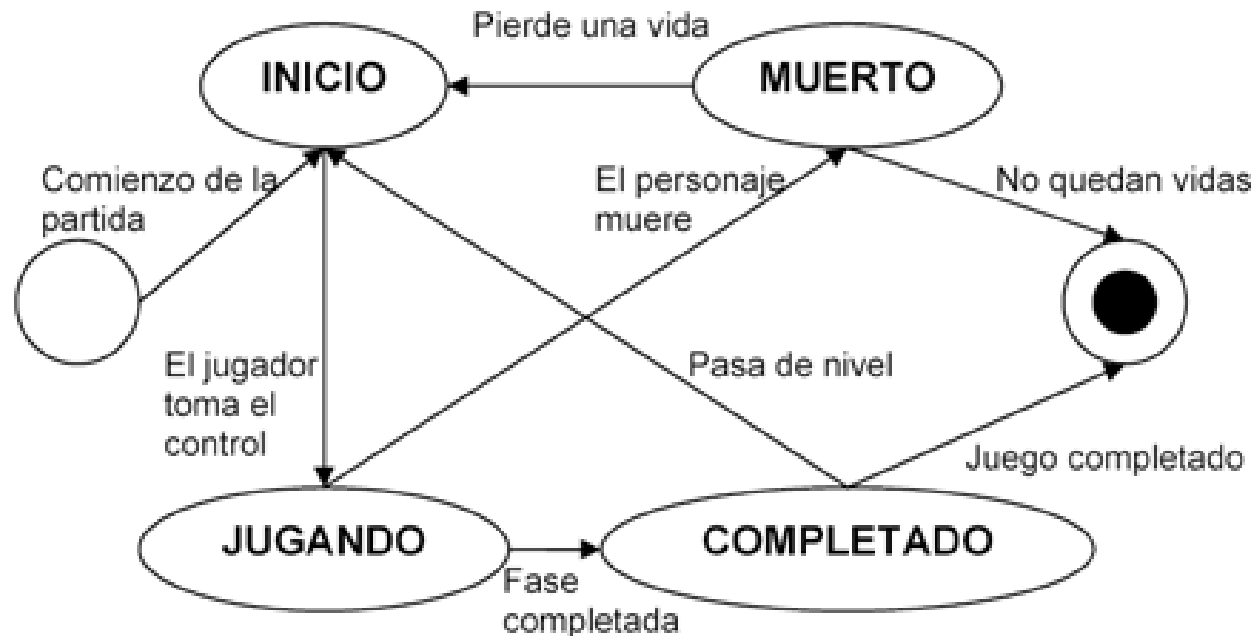 Pierde una vida
INICIO
MUERTO
Comienzo de la
partida
El personaje
muere
No quedan vidas
El jugador
toma el
control
Pasa de nivel
Juego completado
JUGANDO
COMPLETADO
Fase
completada